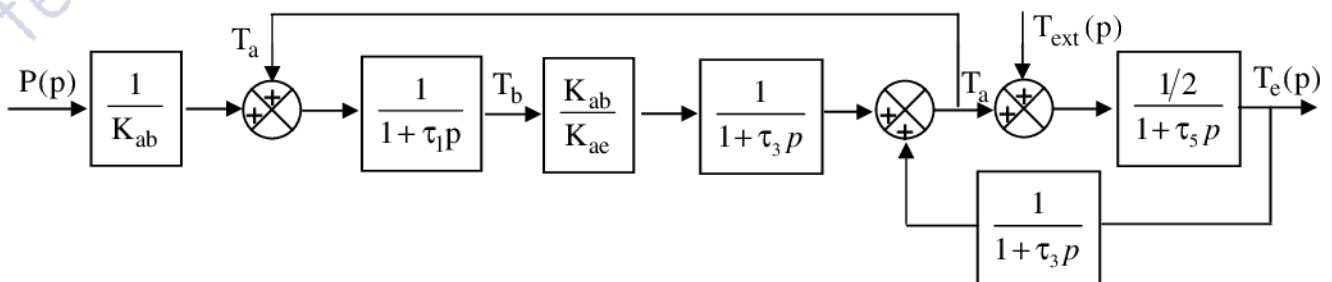 T_a
T_ext(p)
P(p)
1
K_ab
+
+
1
1 + τ_1p
T_b
K_ab
K_ae
1
1 + τ_3 p
+
+
T_a
+
+
1/2
1 + τ_5 p
T_e(p)
1
1 + τ_3 p